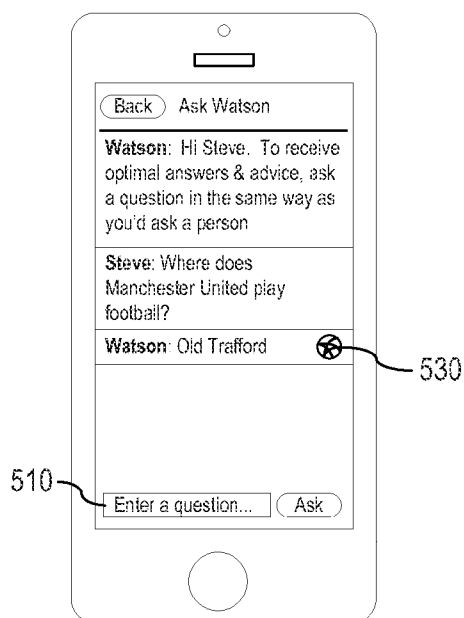 Back Ask Watson
Watson: Hi Steve. To receive
optimal answers & advice, ask
a question in the same way as
you'd ask a person
Steve: Where does
Manchester United play
football?
Watson: Old Trafford
530
510
Enter a question... Ask